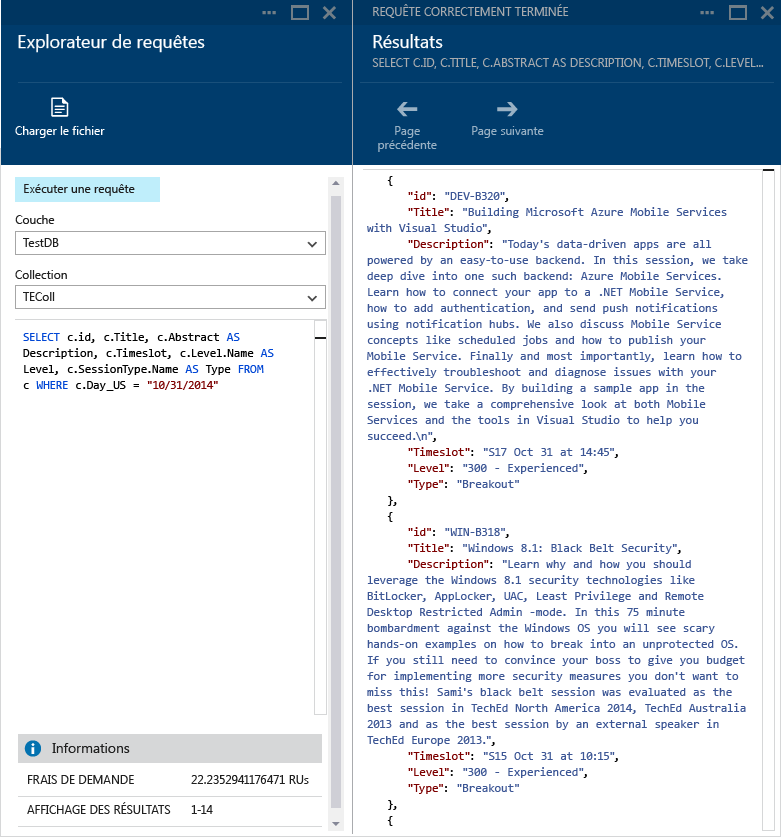 Explorateur de requêtes
Charger le fichier
Exécuter une requête
Couche
TestDB
Collection
TEColl
SELECT c.id, c.Title, c.Abstract AS
Description, c.Timeslot, c.Level.Name AS
Level, c.SessionType.Name AS Type FROM
c WHERE c.Day_US = "10/31/2014"
Informations
FRAIS DE DEMANDE 22.2352941176471 RUs
AFFICHAGE DES RÉSULTATS 1-14
REQUÊTE CORRECTEMENT TERMINÉE
Résultats
SELECT C.ID, C.TITLE, C.ABSTRACT AS DESCRIPTION, C.TIMESLOT, C.LEVEL...
Page
précédente
Page suivante
{
"id": "DEV-B320",
"Title": "Building Microsoft Azure Mobile Services
with Visual Studio",
"Description": "Today's data-driven apps are all
powered by an easy-to-use backend. In this session, we take
deep dive into one such backend: Azure Mobile Services.
Learn how to connect your app to a .NET Mobile Service,
how to add authentication, and send push notifications
using notification hubs. We also discuss Mobile Service
concepts like scheduled jobs and how to publish your
Mobile Service. Finally and most importantly, learn how to
effectively troubleshoot and diagnose issues with your
.NET Mobile Service. By building a sample app in the
session, we take a comprehensive look at both Mobile
Services and the tools in Visual Studio to help you
succeed.\n",
"Timeslot": "S17 Oct 31 at 14:45",
"Level": "300 - Experienced",
"Type": "Breakout"
},
{
"id": "WIN-B318",
"Title": "Windows 8.1: Black Belt Security",
"Description": "Learn why and how you should
leverage the Windows 8.1 security technologies like
BitLocker, AppLocker, UAC, Least Privilege and Remote
Desktop Restricted Admin -mode. In this 75 minute
bombardment against the Windows OS you will see scary
hands-on examples on how to break into an unprotected OS.
If you still need to convince your boss to give you budget
for implementing more security measures you don't want to
miss this! Sami's black belt session was evaluated as the
best session in TechEd North America 2014, TechEd Australia
2013 and as the best session by an external speaker in
TechEd Europe 2013.",
"Timeslot": "S15 Oct 31 at 10:15",
"Level": "300 - Experienced",
"Type": "Breakout"
},
{